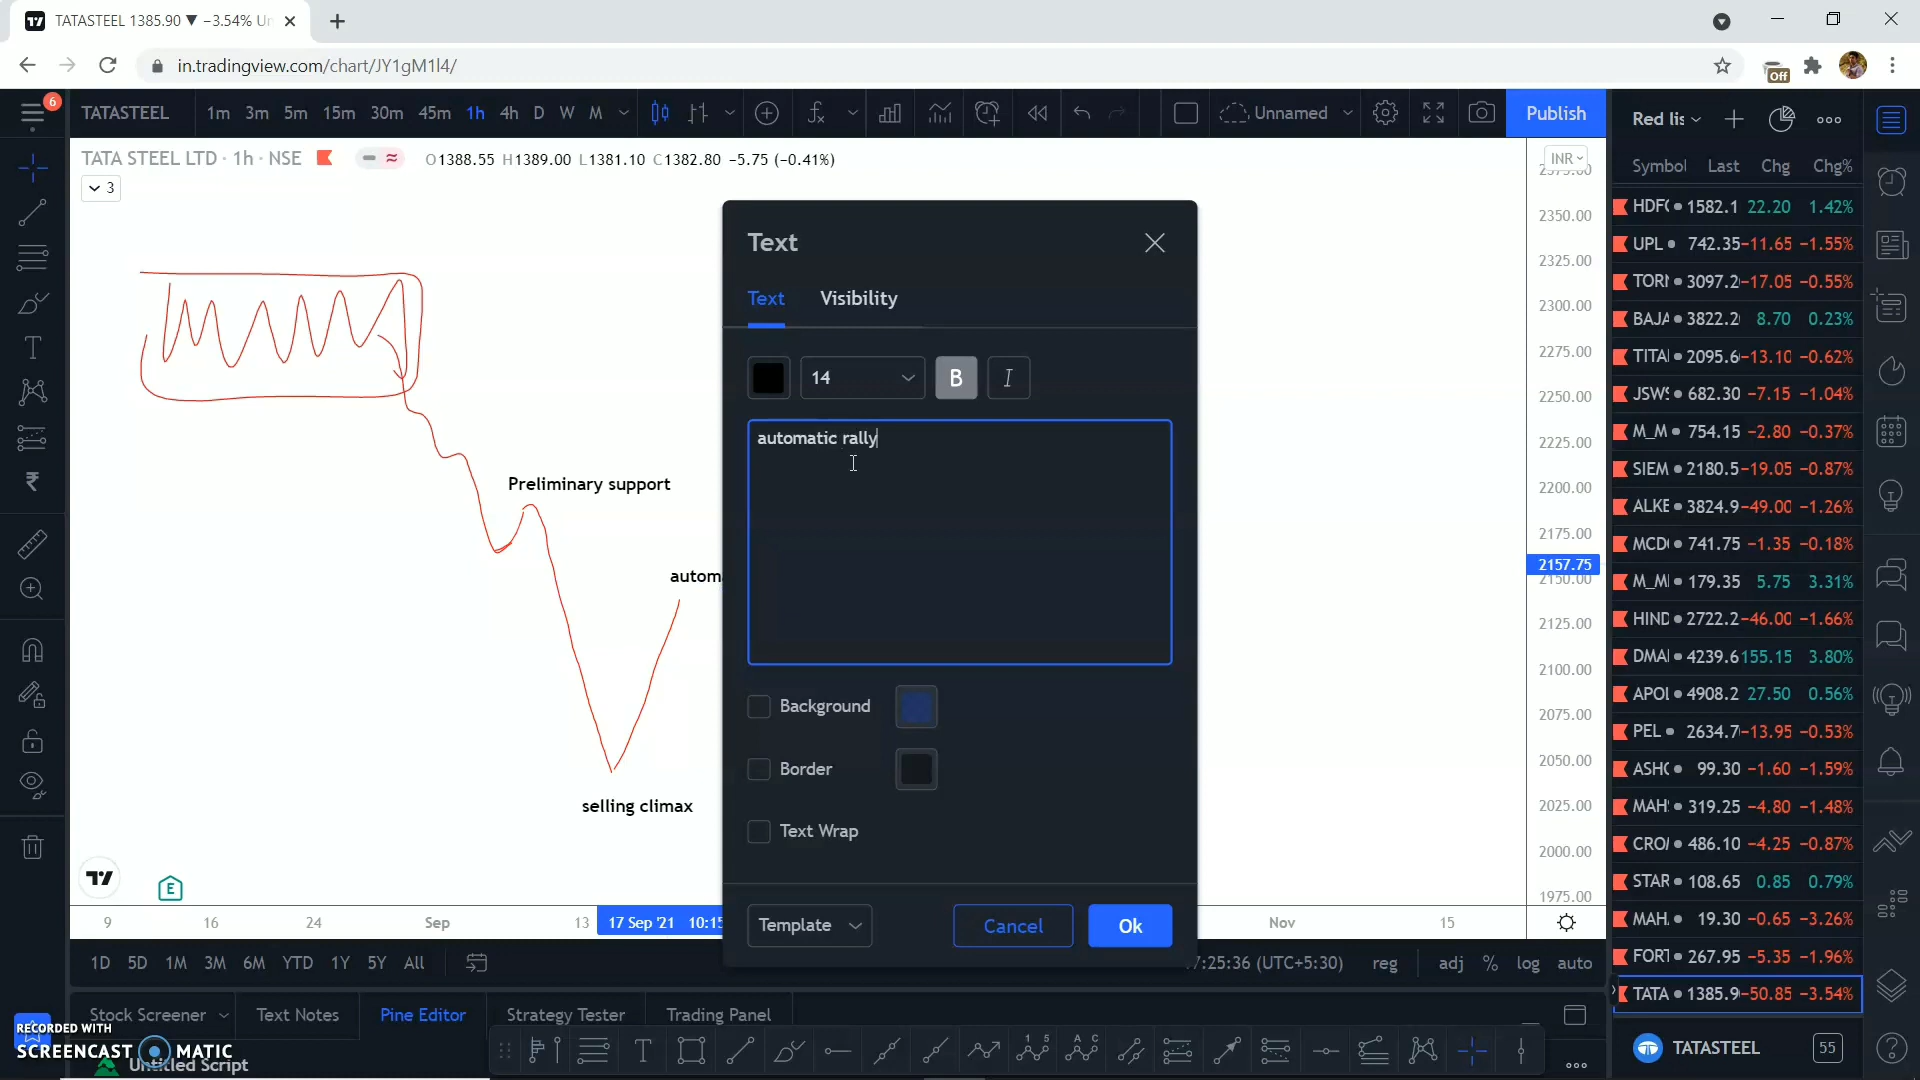 TATASTEEL 1385.90 ▼ −3.54% Un
in.tradingview.com/chart/JY1gM1l4/
Off
6
TATASTEEL 1m 3m 5m 15m 30m 45m 1h 4h D W M Unnamed Publish
Red lis
TATA STEEL LTD · 1h · NSE O1388.55 H1389.00 L1381.10 C1382.80 −5.75 (−0.41%)
INR
3
Symbol Last Chg Chg%
HDF 1582.1 22.20 1.42%
UPL 742.35 −11.65 −1.55%
TOR 3097.2 −17.05 −0.55%
BAJA 3822.2 8.70 0.23%
TITA 2095.6 −13.10 −0.62%
JSWS 682.30 −7.15 −1.04%
M_M 754.15 −2.80 −0.37%
SIEM 2180.5 −19.05 −0.87%
ALKE 3824.9 −49.00 −1.26%
MCD 741.75 −1.35 −0.18%
M_M 179.35 5.75 3.31%
HIND 2722.2 −46.00 −1.66%
DMA 4239.6 155.15 3.80%
APOL 4908.2 27.50 0.56%
PEL 2634.7 −13.95 −0.53%
ASH 99.30 −1.60 −1.59%
MAH 319.25 −4.80 −1.48%
CRO 486.10 −4.25 −0.87%
STAR 108.65 0.85 0.79%
MAH 19.30 −0.65 −3.26%
FORT 267.95 −5.35 −1.96%
TATA 1385.9 −50.85 −3.54%
TATASTEEL 55
2375.00
2350.00
2325.00
2300.00
2275.00
2250.00
2225.00
2200.00
2175.00
2157.75
2150.00
2125.00
2100.00
2075.00
2050.00
2025.00
2000.00
1975.00
Preliminary support
autom
selling climax
Text
Text Visibility
14 B I
automatic rally
Background
Border
Text Wrap
Template Cancel Ok
E
9 16 24 Sep 13 17 Sep '21 10:15 Nov 15
1D 5D 1M 3M 6M YTD 1Y 5Y All 7:25:36 (UTC+5:30) reg adj % log auto
Stock Screener Text Notes Pine Editor Strategy Tester Trading Panel
RECORDED WITH
SCREENCAST MATIC
Untitled Script